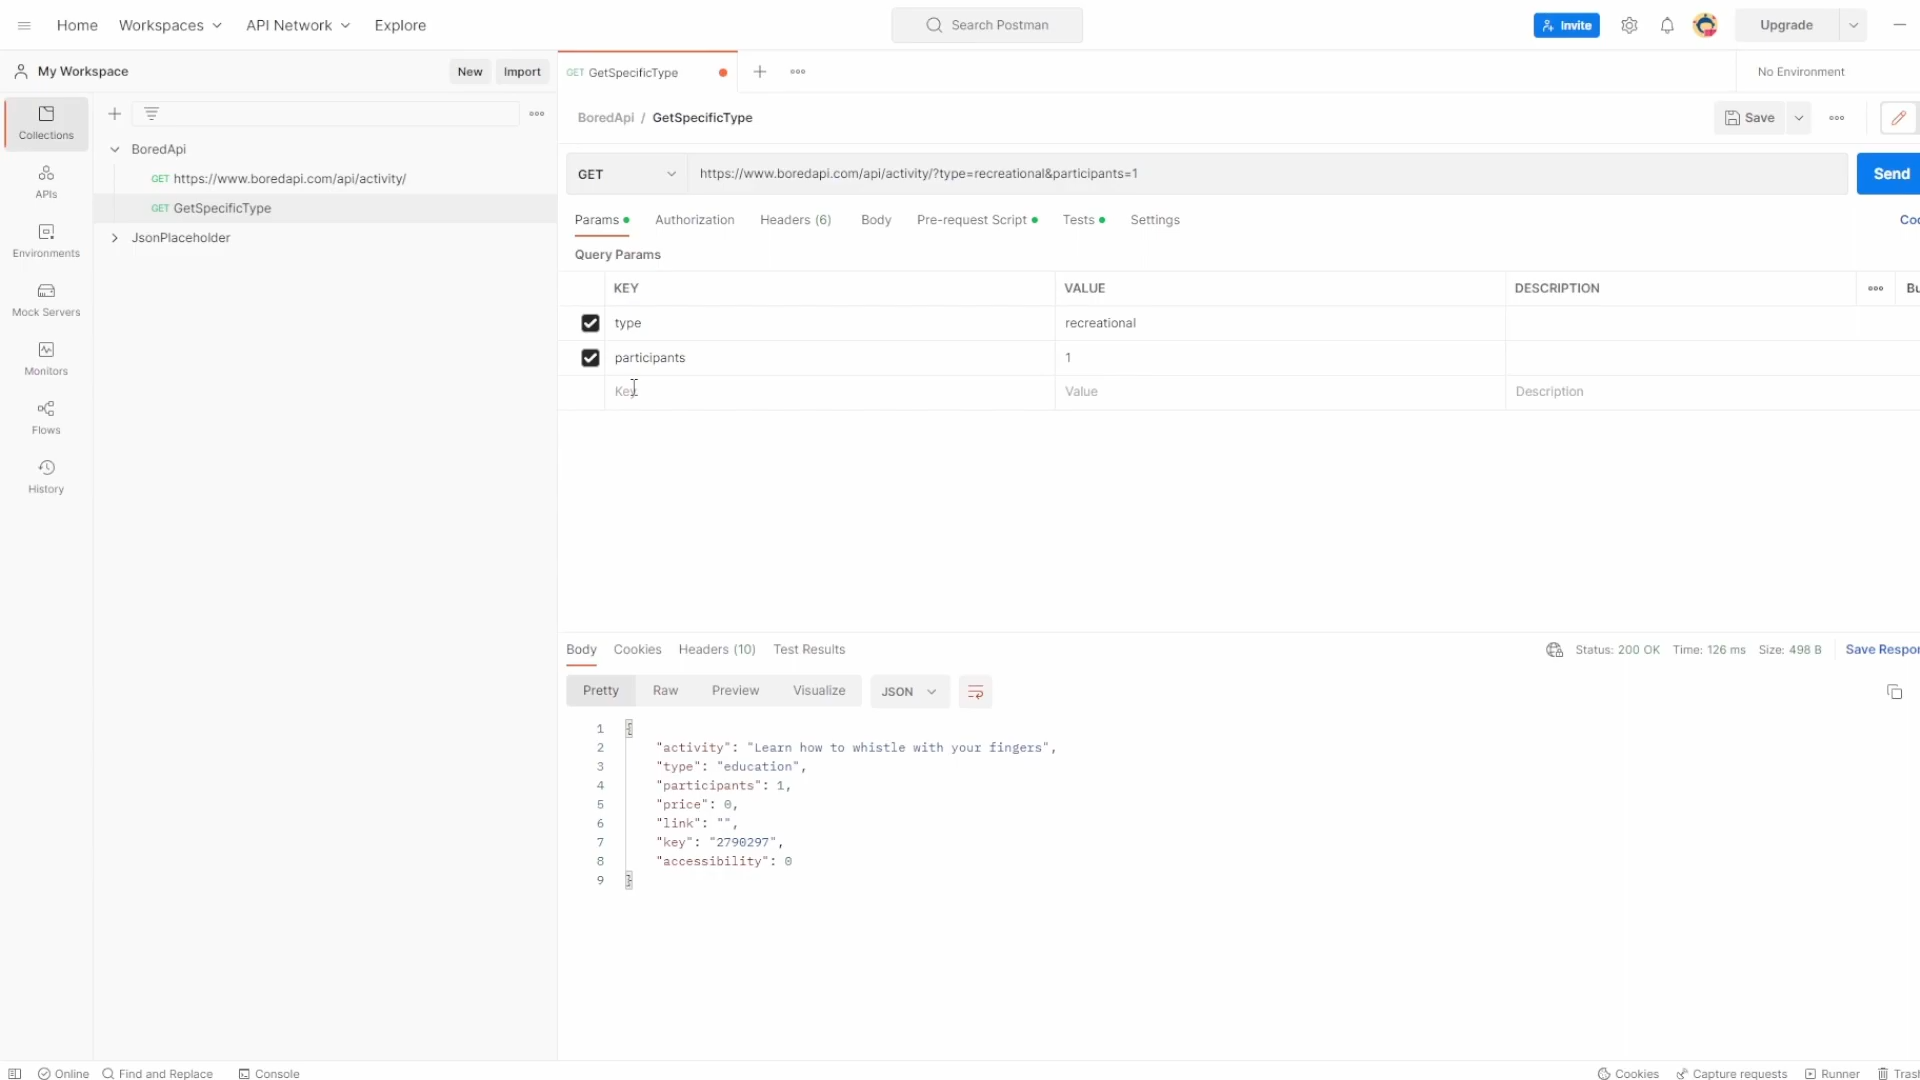 Home Workspaces API Network Explore Search Postman Invite Upgrade
My Workspace New Import GET GetSpecificType No Environment
Collections
APIs
Environments
Mock Servers
Monitors
Flows
History
BoredApi
GET https://www.boredapi.com/api/activity/
GET GetSpecificType
JsonPlaceholder
BoredApi / GetSpecificType Save
GET https://www.boredapi.com/api/activity/?type=recreational&participants=1 Send
Params Authorization Headers (6) Body Pre-request Script Tests Settings Coo
Query Params
KEY VALUE DESCRIPTION Bu
type recreational
participants 1
Key Value Description
Body Cookies Headers (10) Test Results Status: 200 OK Time: 126 ms Size: 498 B Save Respor
Pretty Raw Preview Visualize JSON
1 {
2 "activity": "Learn how to whistle with your fingers",
3 "type": "education",
4 "participants": 1,
5 "price": 0,
6 "link": "",
7 "key": "2790297",
8 "accessibility": 0
9 }
Online Find and Replace Console Cookies Capture requests Runner Trash